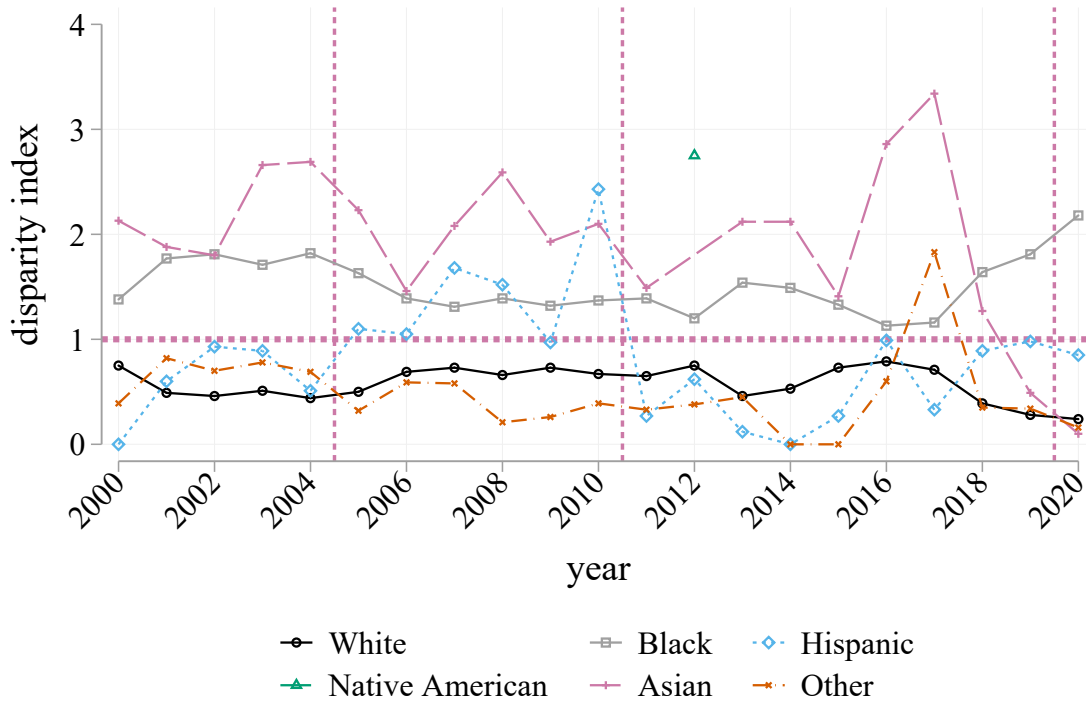 4
3
2
1
0
disparity index
2000 2002 2004 2006 2008 2010 2012 2014 2016 2018 2020
year
White Black Hispanic
Native American Asian Other